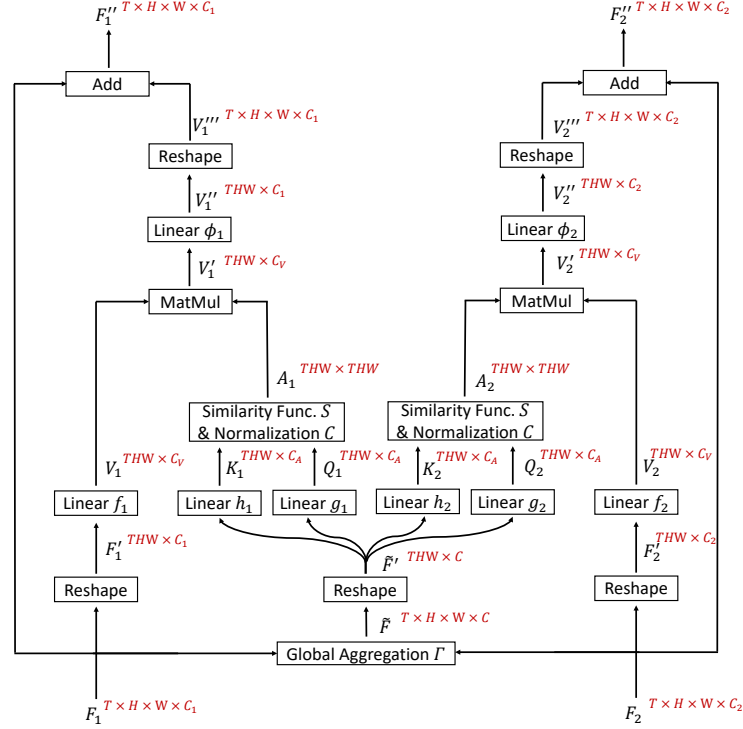 F₁′′ T × H × W × C₁ F₂′′ T × H × W × C₂
Add Add
V₁′′′ T × H × W × C₁ V₂′′′ T × H × W × C₂
Reshape Reshape
V₁′′ THW × C₁ V₂′′ THW × C₂
Linear ϕ₁ Linear ϕ₂
V₁′ THW × C_V V₂′ THW × C_V
MatMul MatMul
A₁ THW × THW A₂ THW × THW
Similarity Func. S Similarity Func. S
& Normalization C & Normalization C
V₁ THW × C_V K₁ THW × C_A Q₁ THW × C_A K₂ THW × C_A Q₂ THW × C_A V₂ THW × C_V
Linear f₁ Linear h₁ Linear g₁ Linear h₂ Linear g₂ Linear f₂
F₁′ THW × C₁ F̃′ THW × C F₂′ THW × C₂
Reshape Reshape Reshape
F̃ T × H × W × C
Global Aggregation Γ
F₁ T × H × W × C₁ F₂ T × H × W × C₂